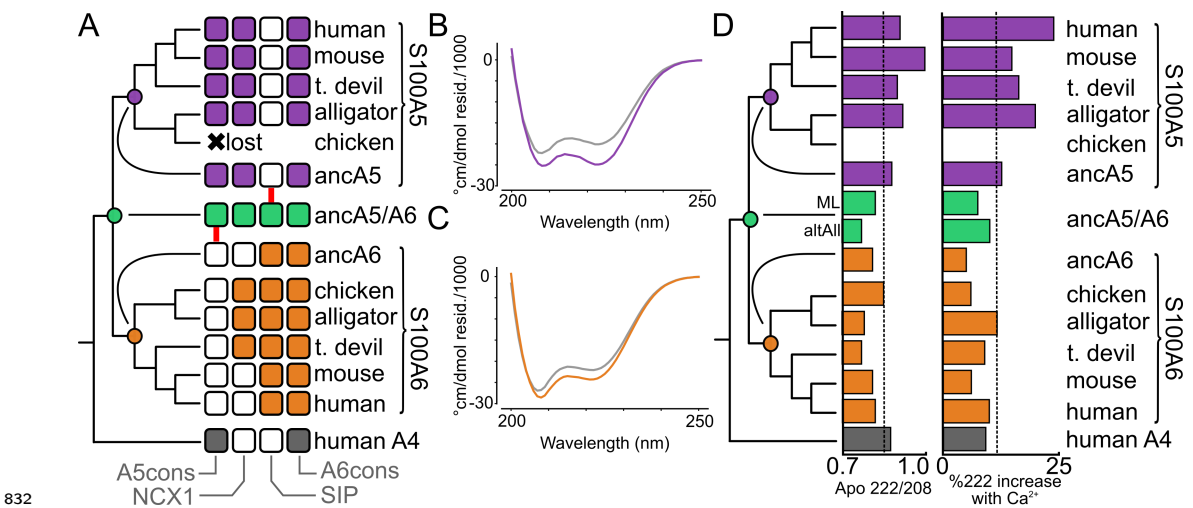 A
human
mouse
t. devil
alligator
✖lost chicken
ancA5
S100A5
ancA5/A6
ancA6
chicken
alligator
t. devil
mouse
human
S100A6
human A4
A5cons
NCX1
A6cons
SIP
B
0
-30
°cm/dmol resid./1000
200
250
Wavelength (nm)
C
0
-30
°cm/dmol resid./1000
200
250
Wavelength (nm)
D
human
mouse
t. devil
alligator
chicken
ancA5
S100A5
ML
altAll
ancA5/A6
ancA6
chicken
alligator
t. devil
mouse
human
S100A6
human A4
0.7 1.0
Apo 222/208
0 25
%222 increase
with Ca²⁺
832